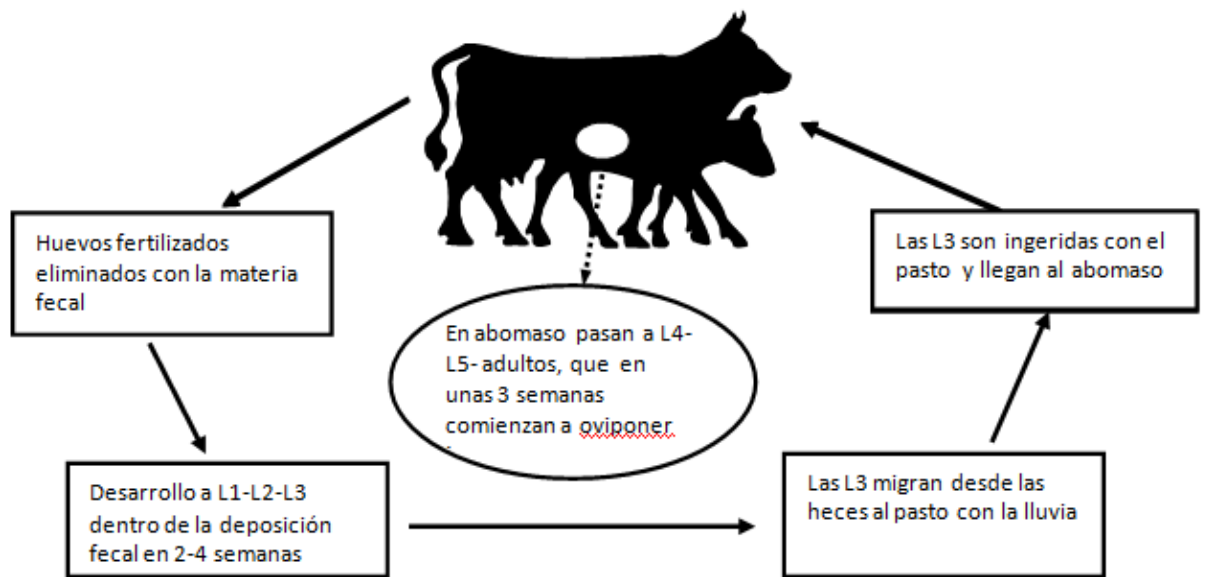 Huevos fertilizados
eliminados con la materia
fecal
Las L3 son ingeridas con el
pasto y llegan al abomaso
En abomaso pasan a L4-
L5- adultos, que en
unas 3 semanas
comienzan a oviponer
Desarrollo a L1-L2-L3
dentro de la deposición
fecal en 2-4 semanas
Las L3 migran desde las
heces al pasto con la lluvia